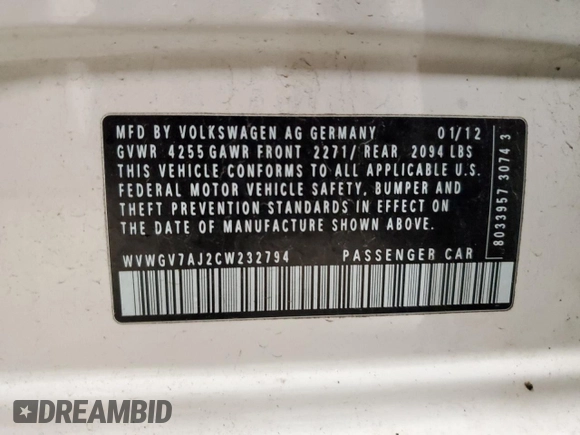 MFD BY VOLKSWAGEN AG GERMANY 01/12
GVWR 4255 GAWR FRONT 2271/ REAR 2094 LBS
THIS VEHICLE CONFORMS TO ALL APPLICABLE U.S.
FEDERAL MOTOR VEHICLE SAFETY, BUMPER AND
THEFT PREVENTION STANDARDS IN EFFECT ON
DATE OF MANUFACTURE SHOWN ABOVE.
WVWGV7AJ2CW232794 PASSENGER CAR
8033957 3074 3
DREAMBID